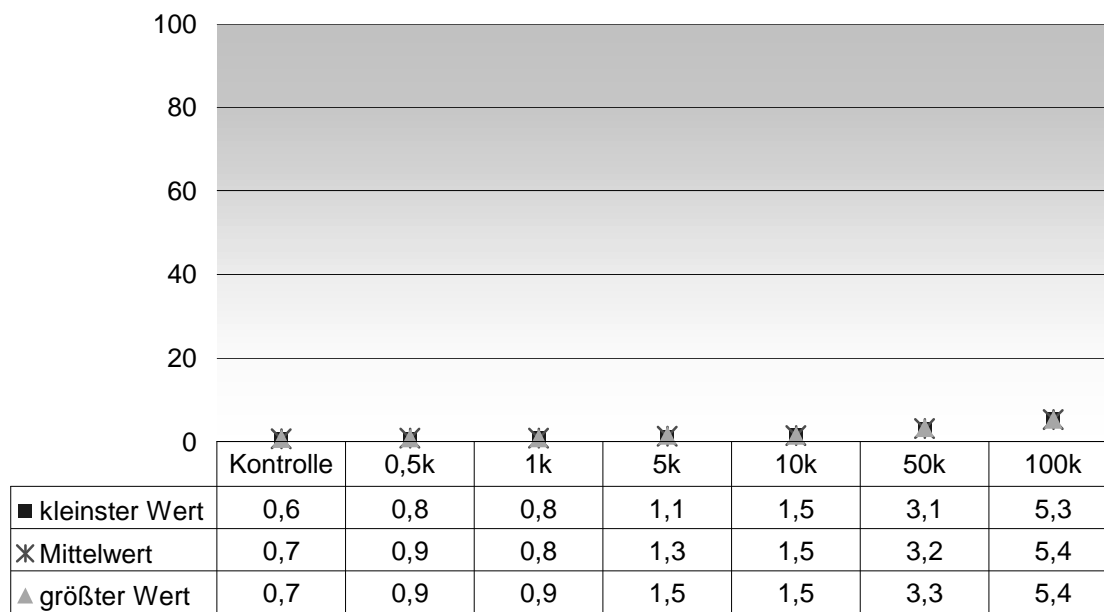 100
80
60
40
20
0
Kontrolle 0,5k 1k 5k 10k 50k 100k
kleinster Wert 0,6 0,8 0,8 1,1 1,5 3,1 5,3
Mittelwert 0,7 0,9 0,8 1,3 1,5 3,2 5,4
größter Wert 0,7 0,9 0,9 1,5 1,5 3,3 5,4